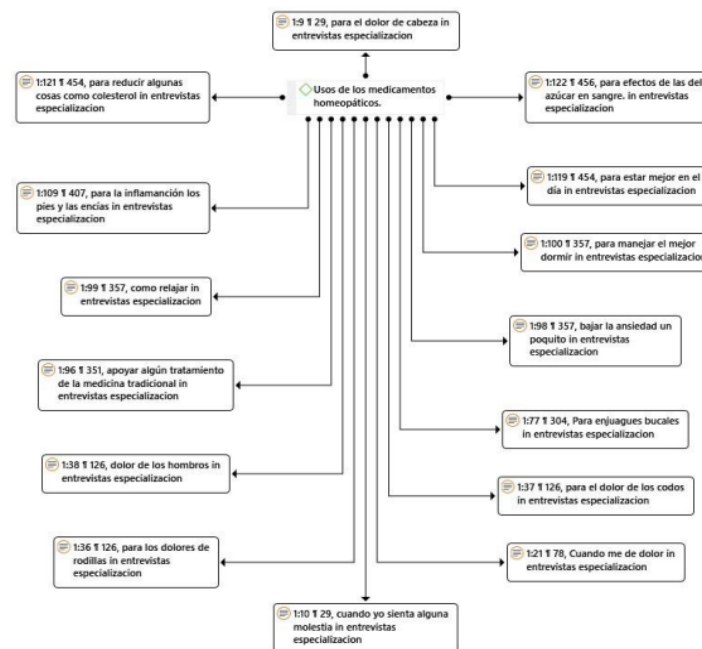 1:9 ¶ 29, para el dolor de cabeza in
entrevistas especializacion
1:121 ¶ 454, para reducir algunas
cosas como colesterol in entrevistas
especializacion
Usos de los medicamentos
homeopáticos.
1:122 ¶ 456, para efectos de las del
azúcar en sangre. in entrevistas
especializacion
1:119 ¶ 454, para estar mejor en el
día in entrevistas especializacion
1:109 ¶ 407, para la inflamanción los
pies y las encías in entrevistas
especializacion
1:100 ¶ 357, para manejar el mejor
dormir in entrevistas especializacion
1:99 ¶ 357, como relajar in
entrevistas especializacion
1:98 ¶ 357, bajar la ansiedad un
poquito in entrevistas
especializacion
1:96 ¶ 351, apoyar algún tratamiento
de la medicina tradicional in
entrevistas especializacion
1:77 ¶ 304, Para enjuagues bucales
in entrevistas especializacion
1:38 ¶ 126, dolor de los hombros in
entrevistas especializacion
1:37 ¶ 126, para el dolor de los codos
in entrevistas especializacion
1:36 ¶ 126, para los dolores de
rodillas in entrevistas
especializacion
1:21 ¶ 78, Cuando me de dolor in
entrevistas especializacion
1:10 ¶ 29, cuando yo sienta alguna
molestia in entrevistas
especializacion